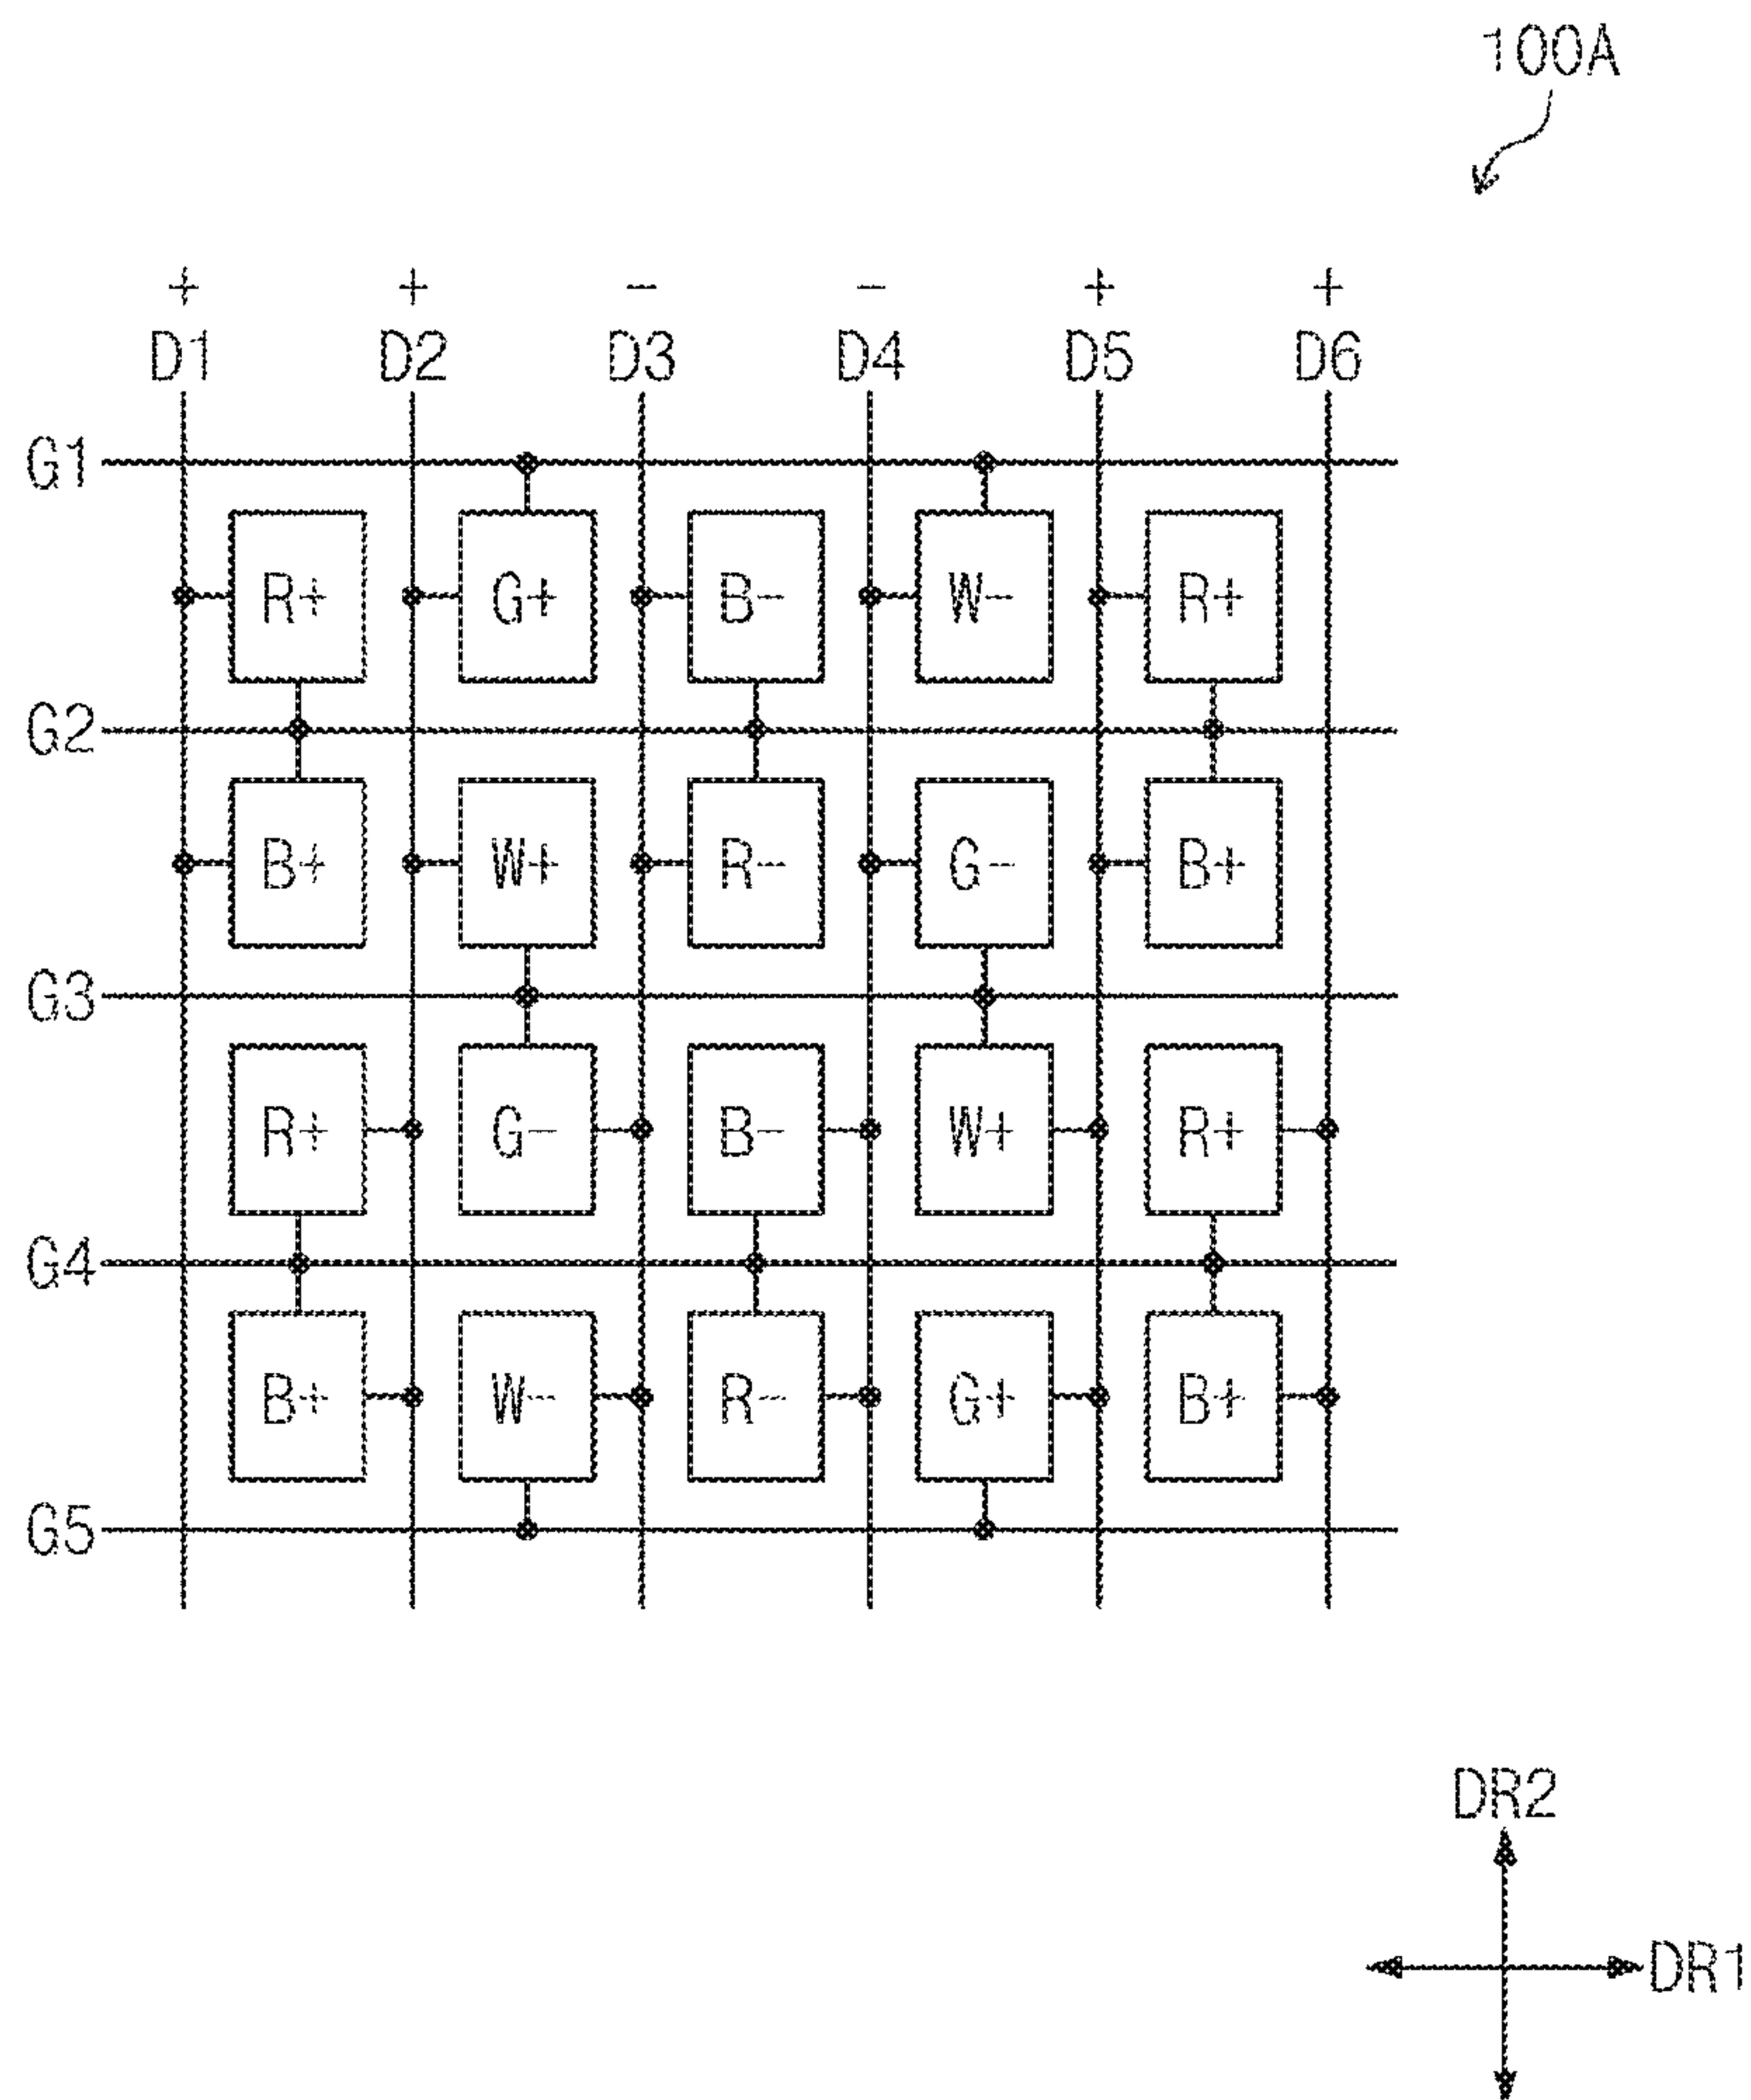 100A
+ + - - + +
D1 D2 D3 D4 D5 D6
G1
R+ G+ B- W- R+
G2
B+ W+ R- G- B+
G3
R+ G- B- W+ R+
G4
B+ W- R- G+ B+
G5
DR2
DR1